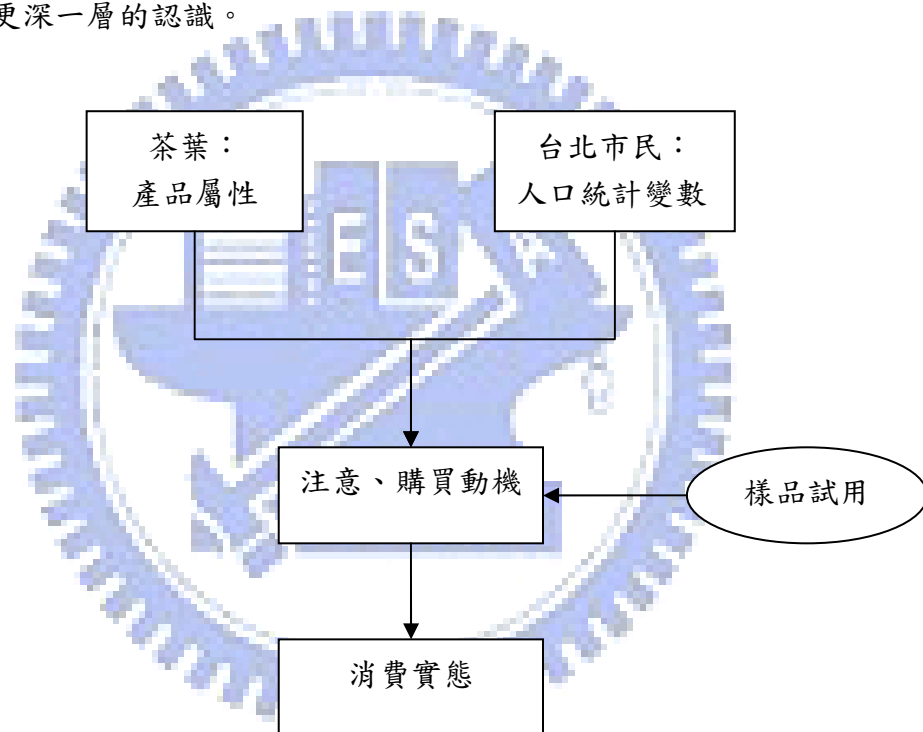 更深一層的認識。
茶葉：
產品屬性
台北市民：
人口統計變數
ES
注意、購買動機
樣品試用
消費實態